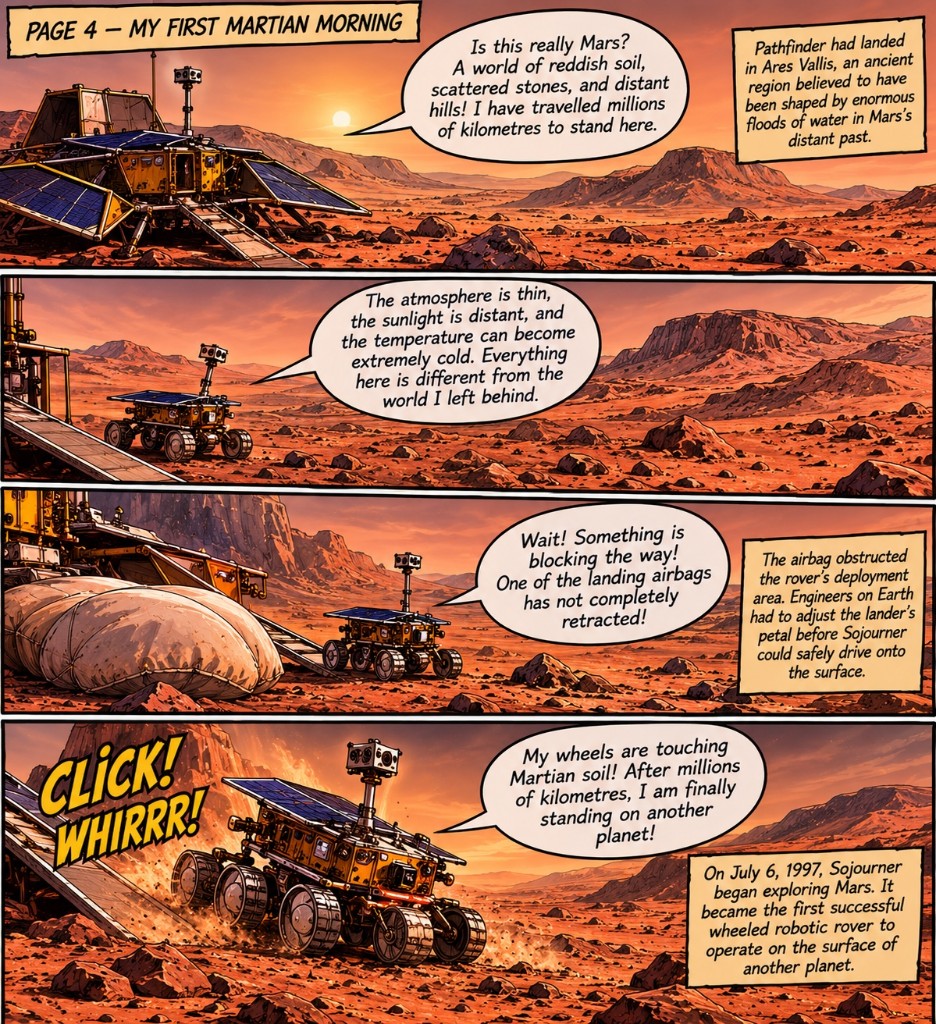 PAGE 4 – MY FIRST MARTIAN MORNING
Is this really Mars?
A world of reddish soil,
scattered stones, and distant
hills! I have travelled millions
of kilometres to stand here.
Pathfinder had landed
in Ares Vallis, an ancient
region believed to have
been shaped by enormous
floods of water in Mars's
distant past.
The atmosphere is thin,
the sunlight is distant, and
the temperature can become
extremely cold. Everything
here is different from the
world I left behind.
Wait! Something is
blocking the way!
One of the landing airbags
has not completely
retracted!
The airbag obstructed
the rover's deployment
area. Engineers on Earth
had to adjust the lander's
petal before Sojourner
could safely drive onto
the surface.
CLiCK!
WHIRRR!
My wheels are touching
Martian soil! After millions
of kilometres, I am finally
standing on another
planet!
On July 6, 1997, Sojourner
began exploring Mars. It
became the first successful
wheeled robotic rover to
operate on the surface of
another planet.